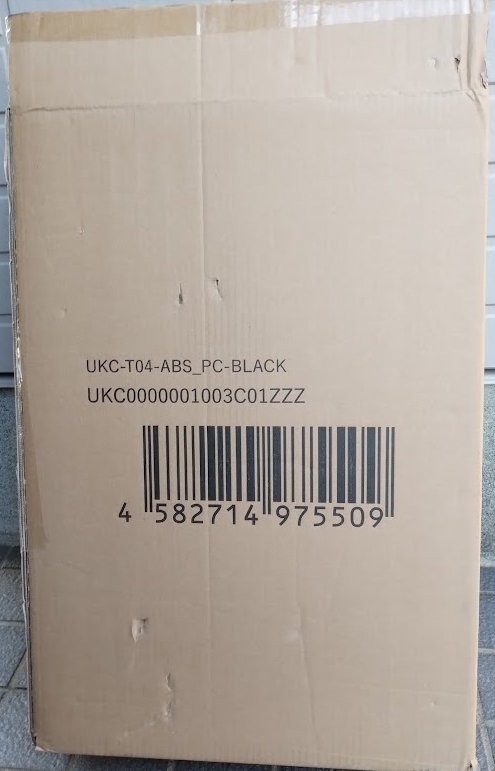 UKC-T04-ABS_PC-BLACK
UKC0000001003C01ZZZ
4 582714 975509